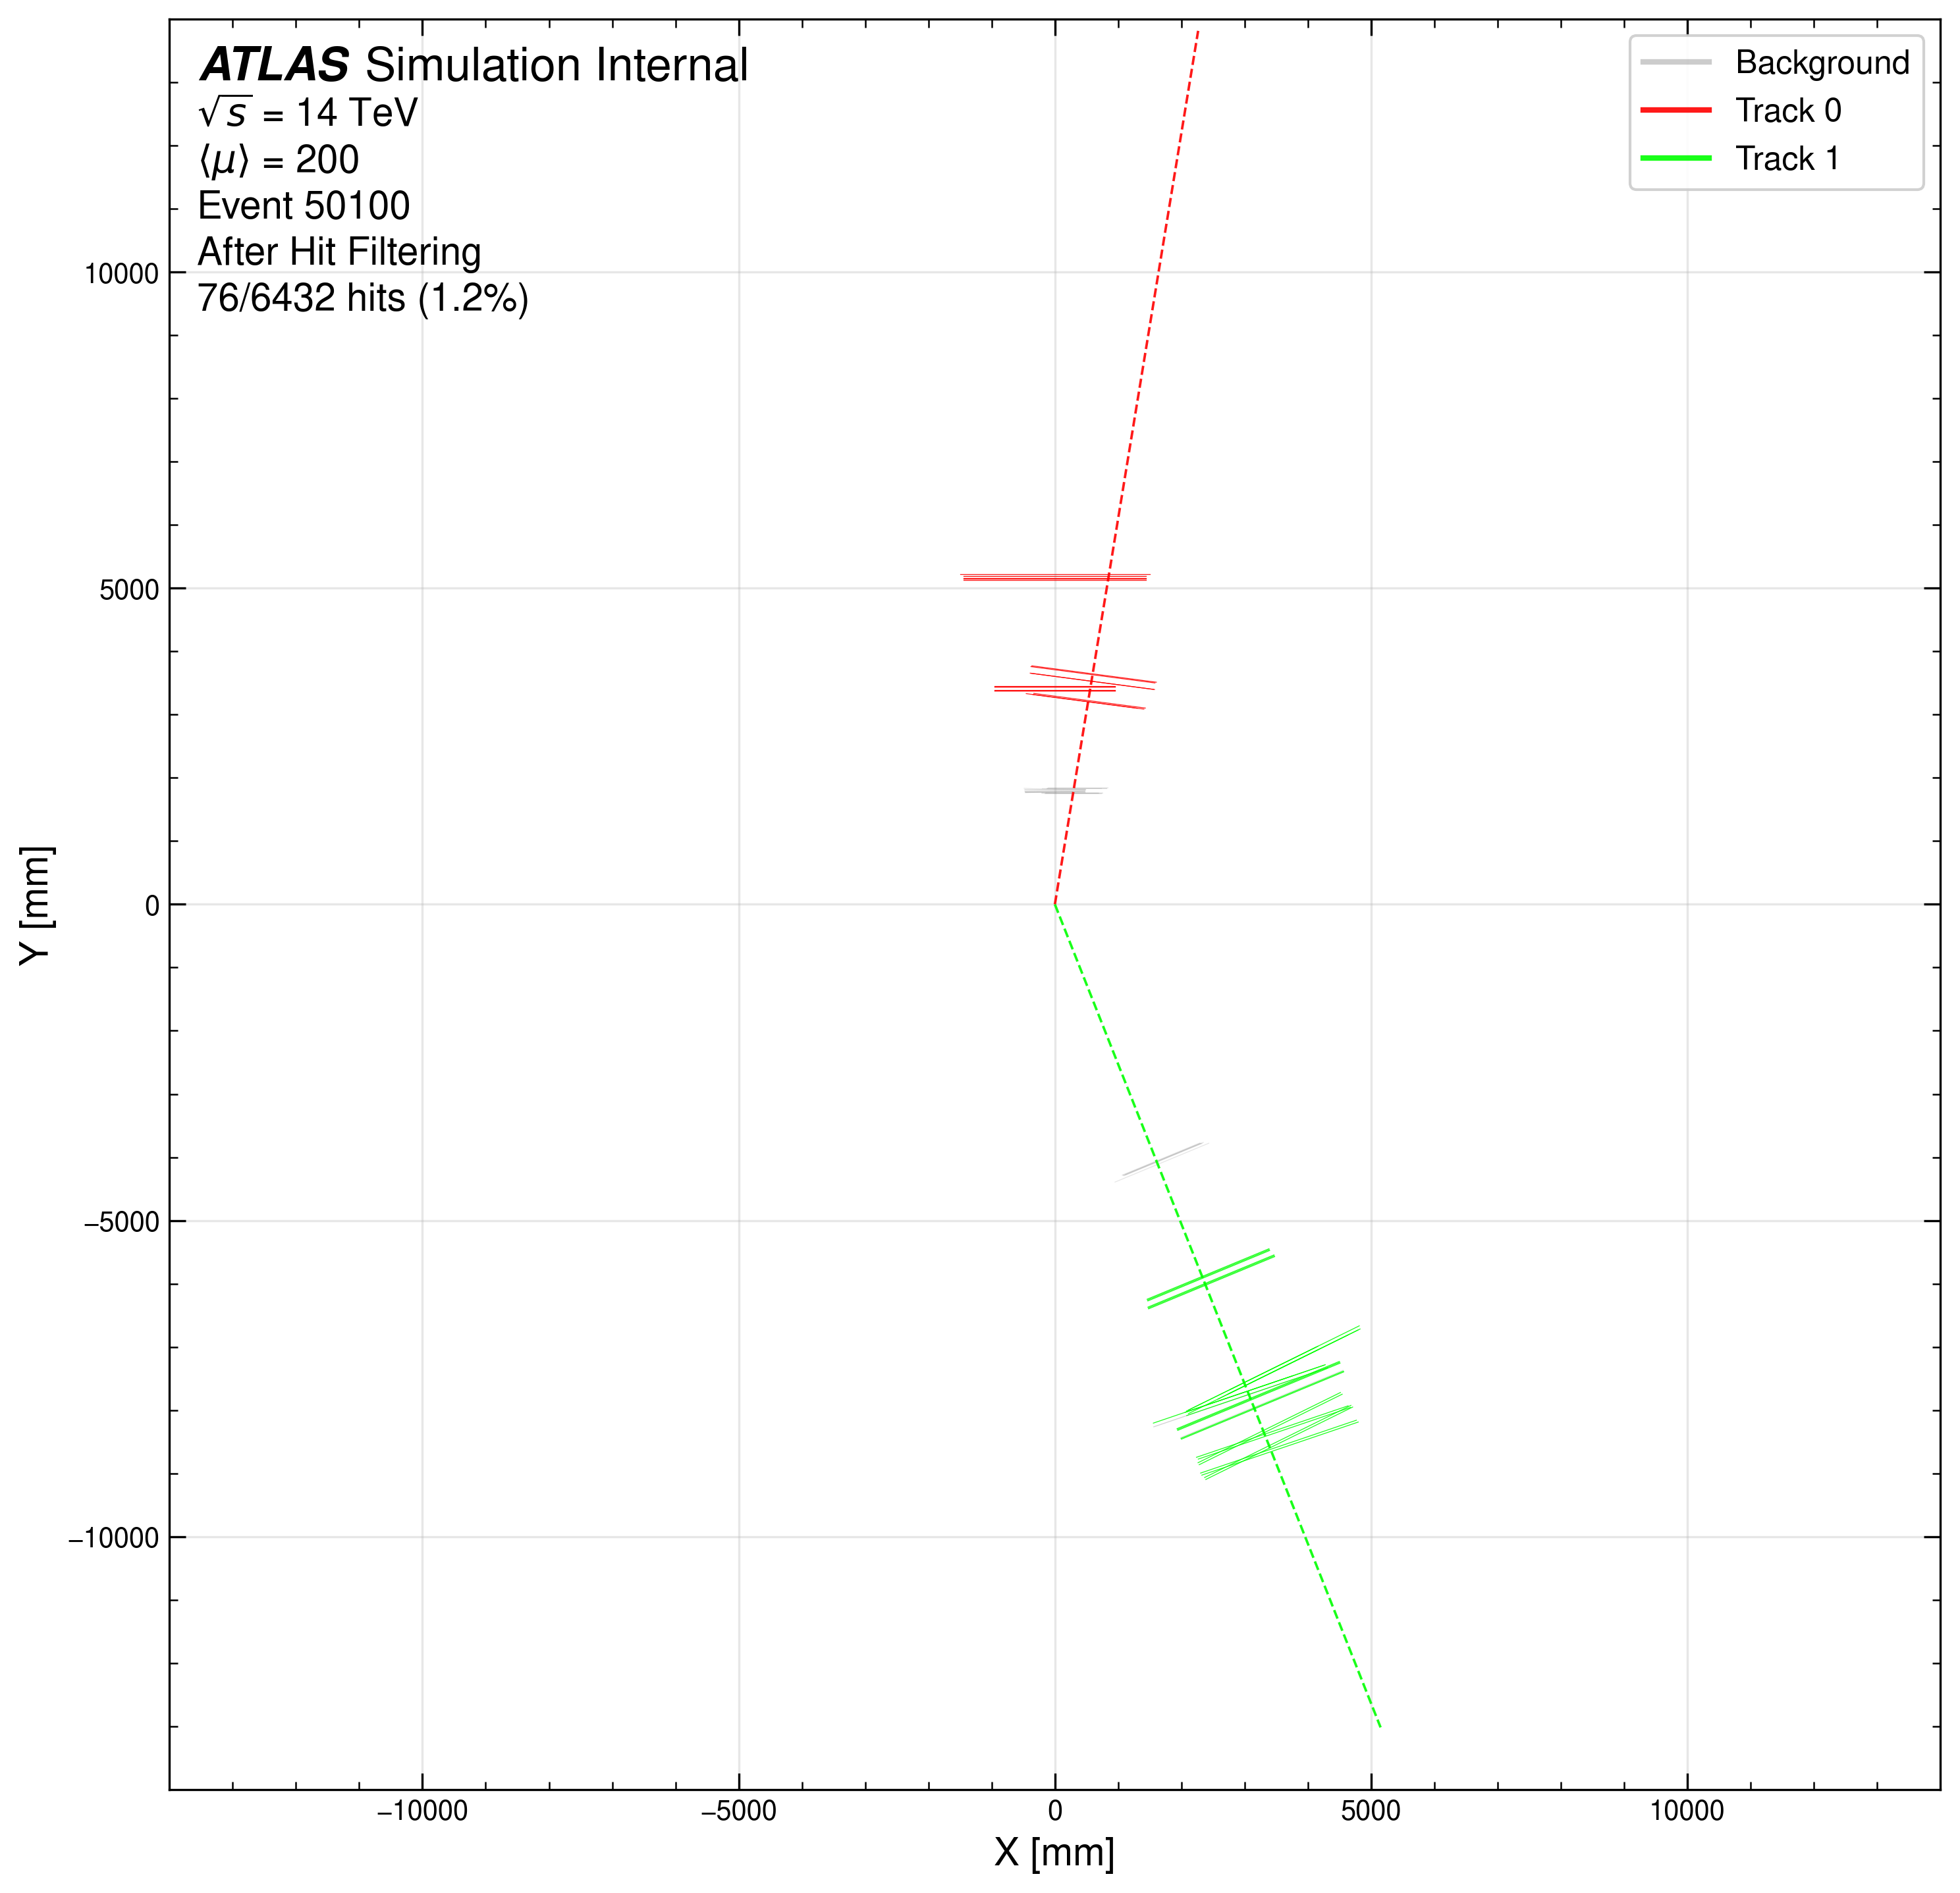 ATLAS Simulation Internal
√s = 14 TeV
⟨μ⟩ = 200
Event 50100
After Hit Filtering
76/6432 hits (1.2%)
Background
Track 0
Track 1
10000
5000
0
−5000
−10000
Y [mm]
−10000
−5000
0
5000
10000
X [mm]